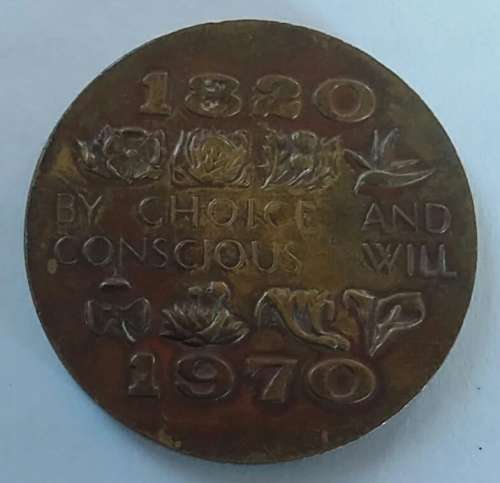 1820
BY CHOICE AND
CONSCIOUS WILL
1970